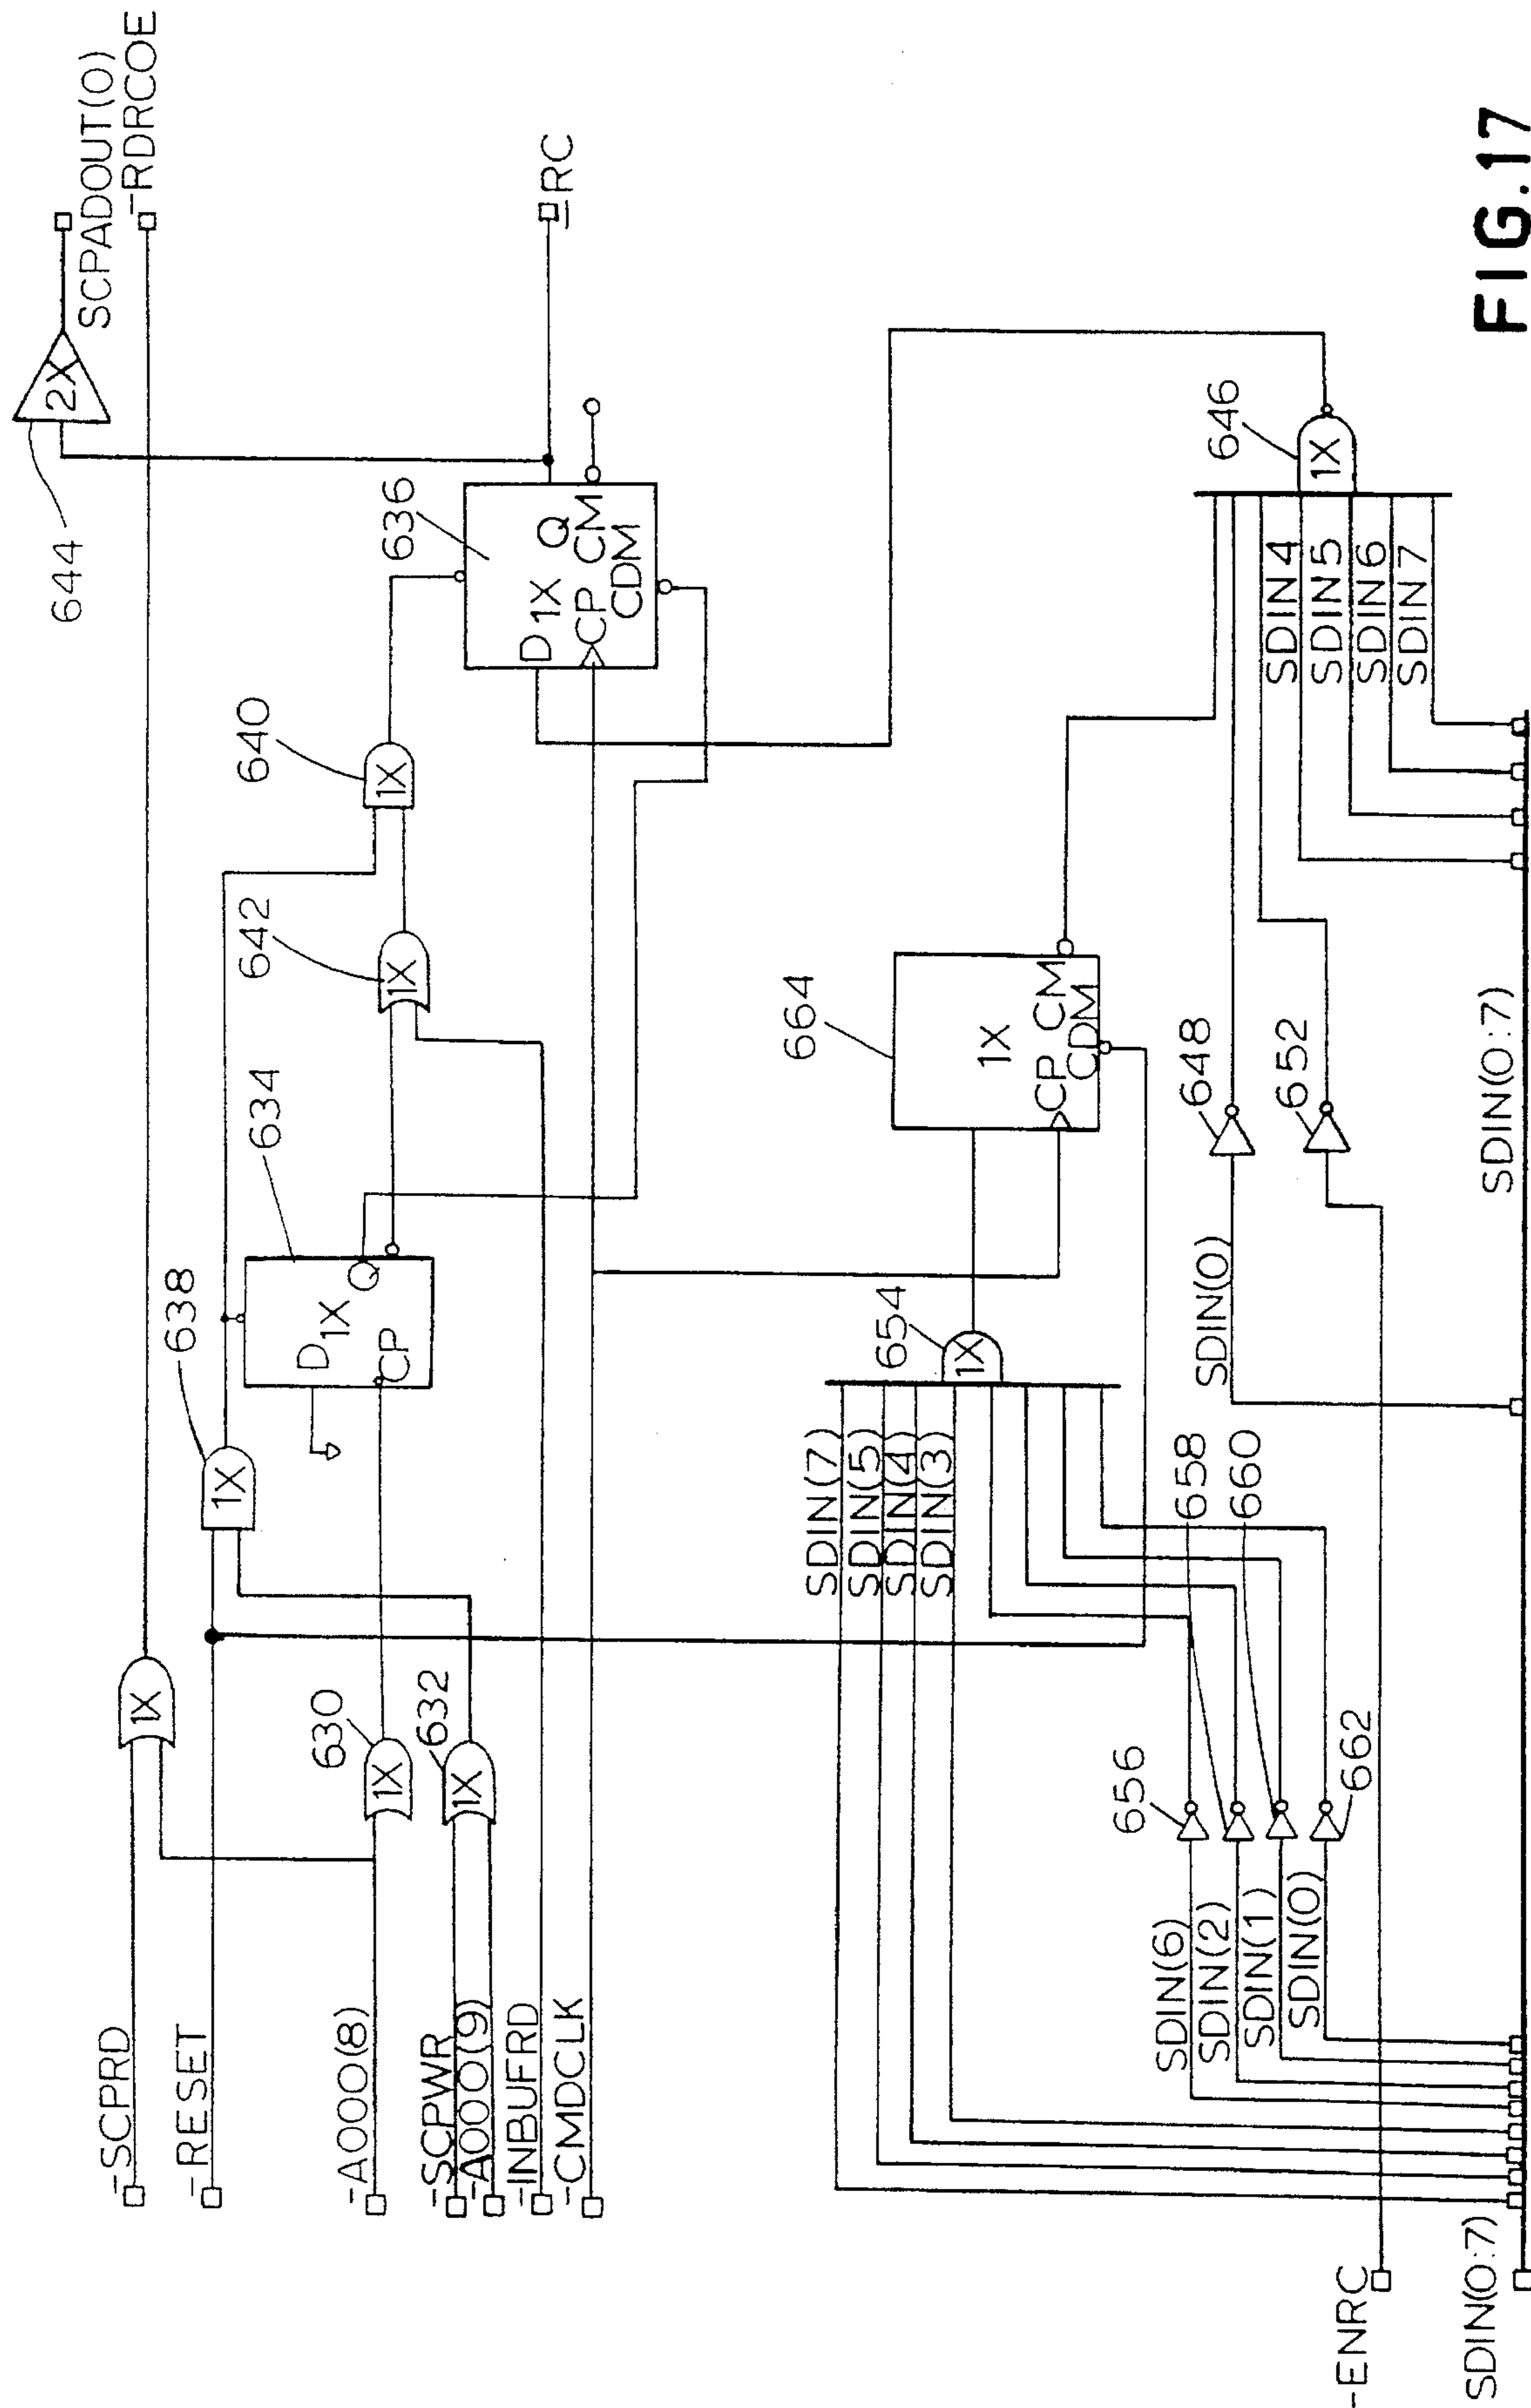 644
2X
SCPADOUT(0)
-RDRCOE
-SCPRD
1X
-RESET
638
1X
634
D
1X
Q
CP
642
1X
640
1X
636
D
1X
Q
CP
CM
CDM
-RC
-A000(8)
630
1X
-SCPWR
-A000(9)
632
1X
-INBUFRD
-CMDCLK
SDIN(7)
SDIN(5)
SDIN(4)
SDIN(3)
654
1X
664
1X
CP
CM
CDM
646
1X
SDIN4
SDIN5
SDIN6
SDIN7
SDIN(6)
SDIN(2)
SDIN(1)
SDIN(0)
656
658
660
662
SDIN(0)
648
652
-ENRC
SDIN(0:7)
SDIN(0:7)
FIG.17